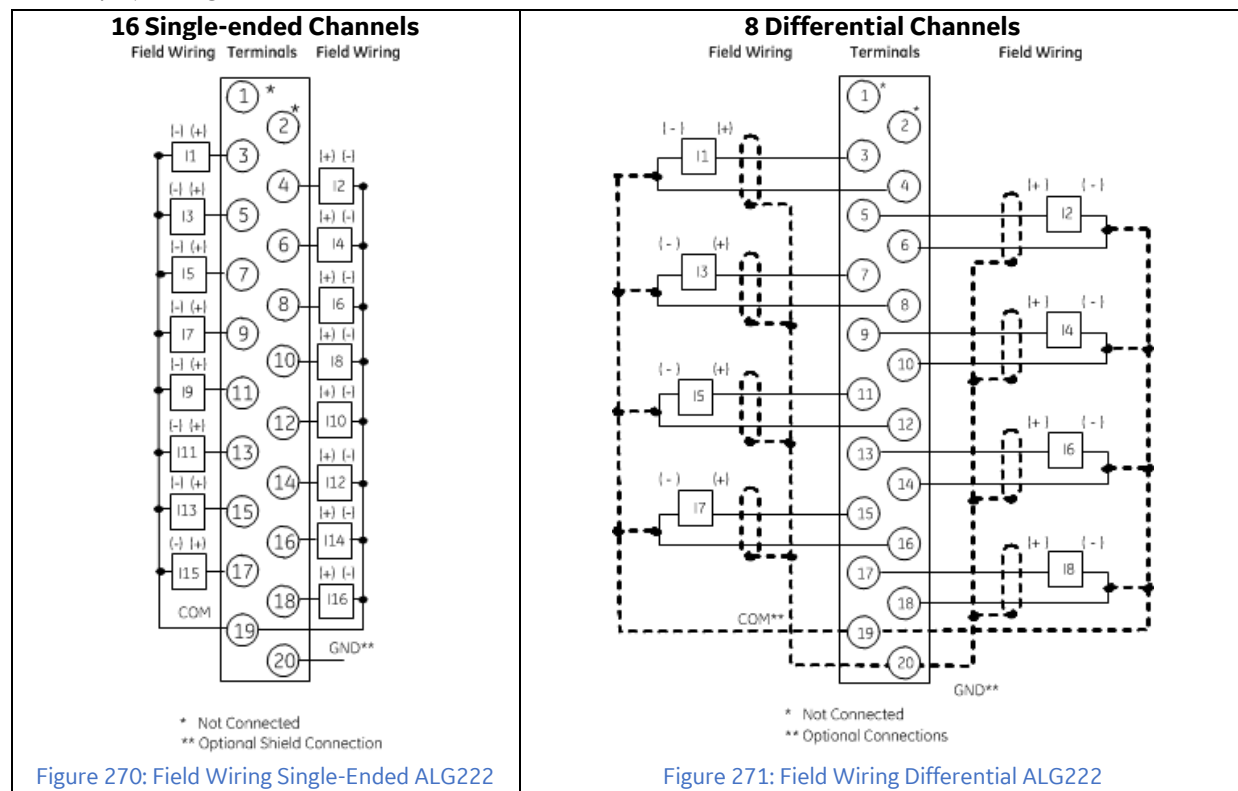 16 Single-ended Channels
Field Wiring Terminals Field Wiring
1 *
2 *
(-) (+)
I1 3
(+) (-)
4 I2
(-) (+)
I3 5
(+) (-)
6 I4
(-) (+)
I5 7
(+) (-)
8 I6
(-) (+)
I7 9
(+) (-)
10 I8
(-) (+)
I9 11
(+) (-)
12 I10
(-) (+)
I11 13
(+) (-)
14 I12
(-) (+)
I13 15
(+) (-)
16 I14
(-) (+)
I15 17
(+) (-)
18 I16
COM
19
20 GND**
* Not Connected
** Optional Shield Connection
Figure 270: Field Wiring Single-Ended ALG222
8 Differential Channels
Field Wiring Terminals Field Wiring
1 *
2 *
(-) (+)
I1 3
4
(+) (-)
5 I2
6
(-) (+)
I3 7
8
(+) (-)
9 I4
10
(-) (+)
I5 11
12
(+) (-)
13 I6
14
(-) (+)
I7 15
16
(+) (-)
17 I8
18
COM** 19
20
GND**
* Not Connected
** Optional Connections
Figure 271: Field Wiring Differential ALG222